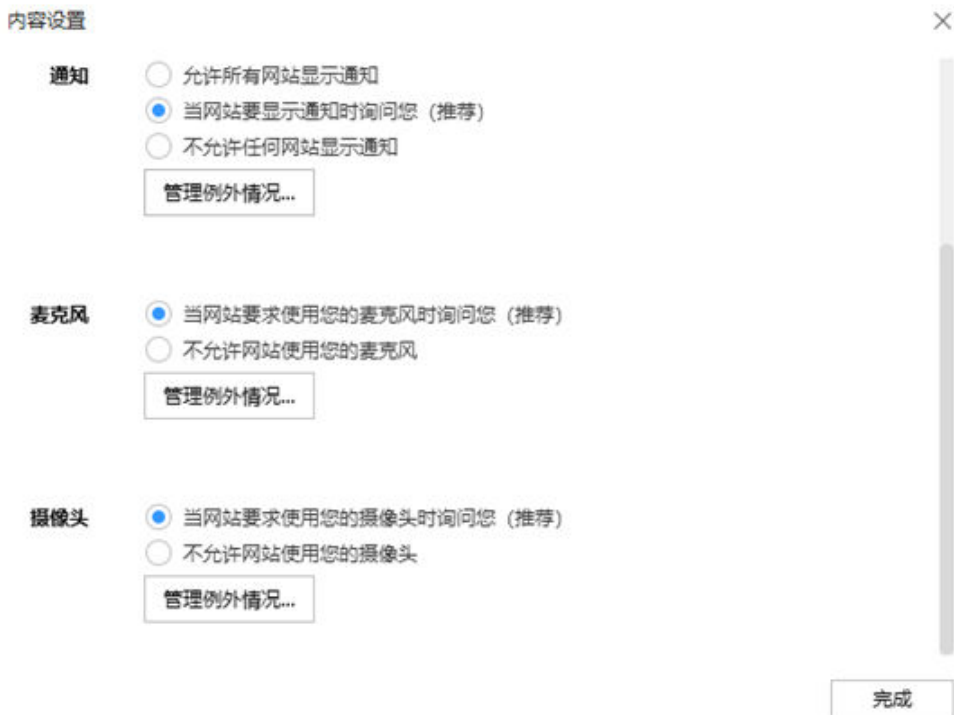 内容设置
通知
允许所有网站显示通知
当网站要显示通知时询问您（推荐）
不允许任何网站显示通知
管理例外情况...
麦克风
当网站要求使用您的麦克风时询问您（推荐）
不允许网站使用您的麦克风
管理例外情况...
摄像头
当网站要求使用您的摄像头时询问您（推荐）
不允许网站使用您的摄像头
管理例外情况...
完成